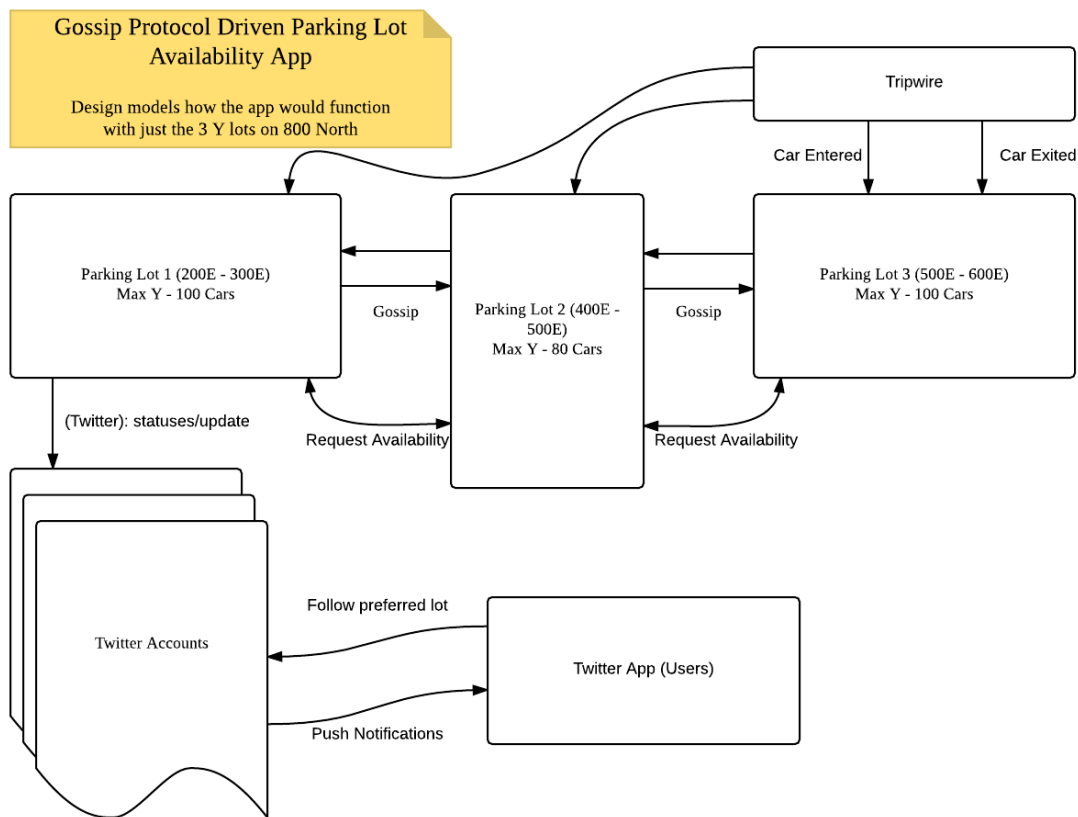 Gossip Protocol Driven Parking Lot
Availability App
Design models how the app would function
with just the 3 Y lots on 800 North
Tripwire
Car Entered
Car Exited
Parking Lot 1 (200E - 300E)
Max Y - 100 Cars
Gossip
Parking Lot 2 (400E -
500E)
Max Y - 80 Cars
Gossip
Parking Lot 3 (500E - 600E)
Max Y - 100 Cars
(Twitter): statuses/update
Request Availability
Request Availability
Twitter Accounts
Follow preferred lot
Push Notifications
Twitter App (Users)